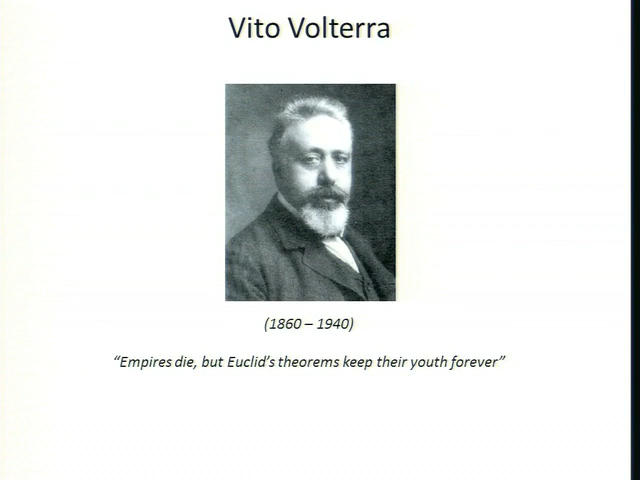 Vito Volterra
(1860 – 1940)
“Empires die, but Euclid’s theorems keep their youth forever”